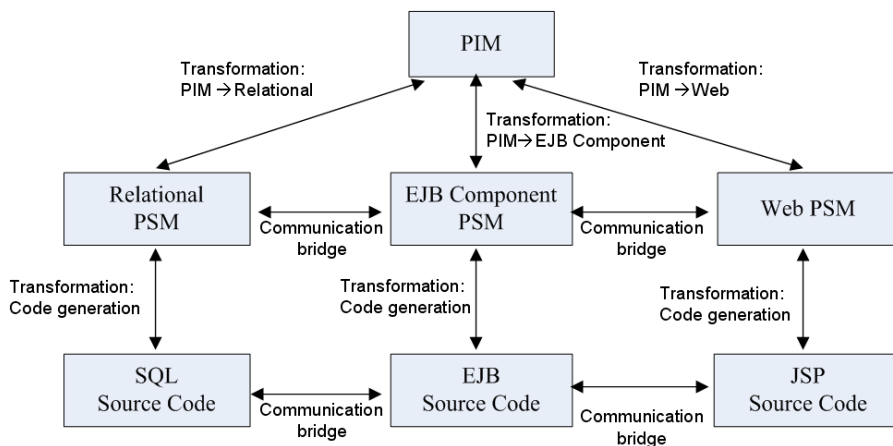 PIM
Transformation:
PIM →Relational
Transformation:
PIM →Web
Transformation:
PIM→EJB Component
Relational
PSM
EJB Component
PSM
Web PSM
Communication
bridge
Communication
bridge
Transformation:
Code generation
Transformation:
Code generation
Transformation:
Code generation
SQL
Source Code
EJB
Source Code
JSP
Source Code
Communication
bridge
Communication
bridge